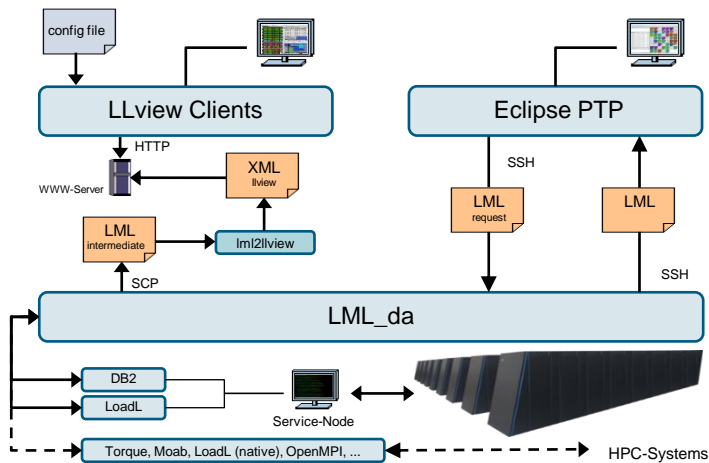 config file
LLview Clients
Eclipse PTP
HTTP
WWW-Server
XML
llview
SSH
LML
request
LML
LML
intermediate
lml2llview
SCP
SSH
LML_da
DB2
LoadL
Service-Node
Torque, Moab, LoadL (native), OpenMPI, ...
HPC-Systems